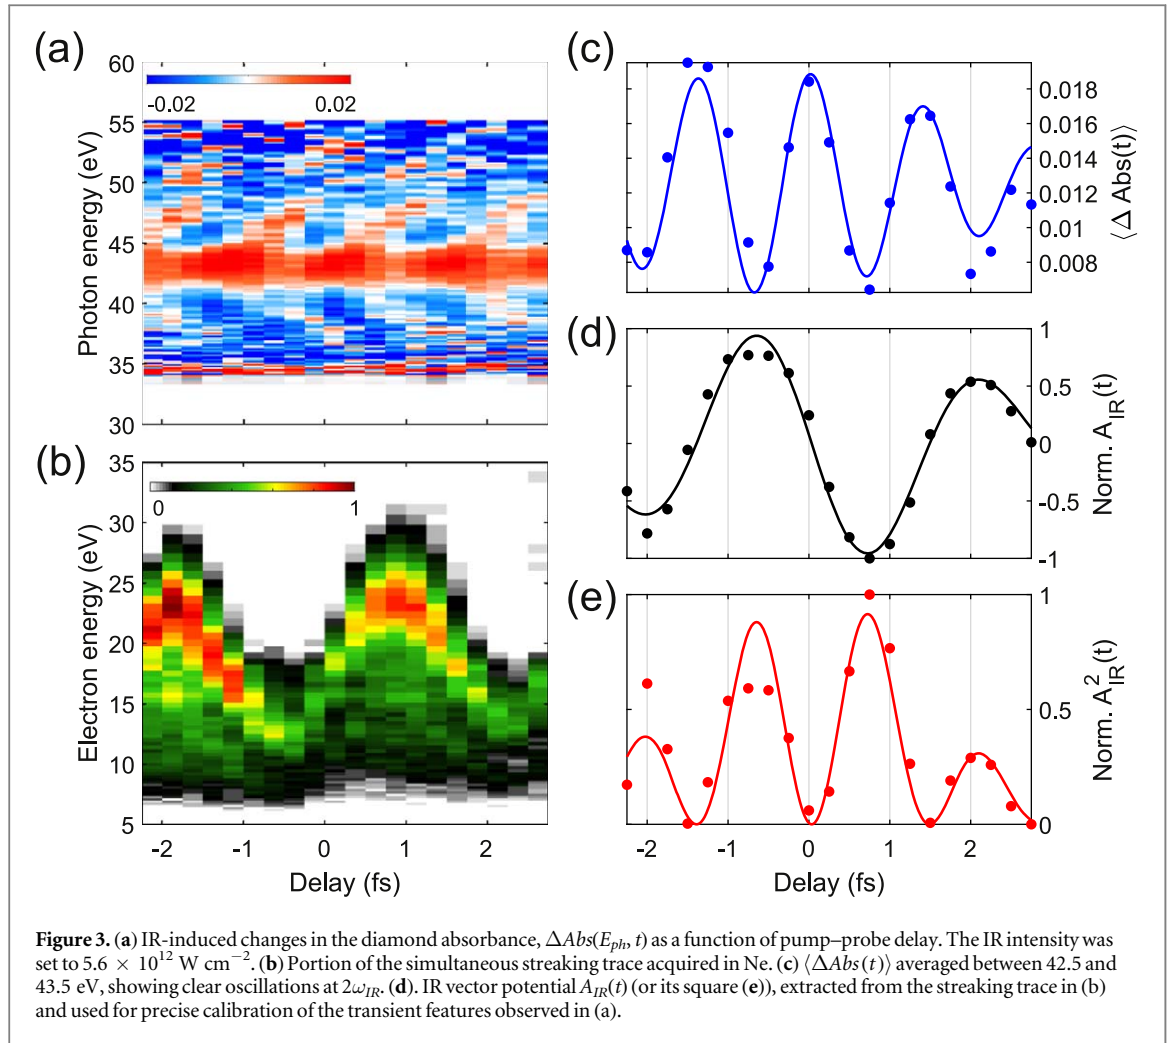 (a)
60
-0.02
0.02
55
50
45
40
35
30
Photon energy (eV)
(b)
35
0
1
30
25
20
15
10
5
Electron energy (eV)
-2
-1
0
1
2
Delay (fs)
(c)
0.018
0.016
0.014
0.012
0.01
0.008
⟨Δ Abs(t)⟩
(d)
1
0.5
0
-0.5
-1
Norm. A_IR(t)
(e)
1
0.5
0
Norm. A²_IR(t)
-2
-1
0
1
2
Delay (fs)
Figure 3. (a) IR-induced changes in the diamond absorbance, ΔAbs(E_ph, t) as a function of pump–probe delay. The IR intensity was
set to 5.6 × 10¹² W cm⁻². (b) Portion of the simultaneous streaking trace acquired in Ne. (c) ⟨ΔAbs(t)⟩ averaged between 42.5 and
43.5 eV, showing clear oscillations at 2ω_IR. (d). IR vector potential A_IR(t) (or its square (e)), extracted from the streaking trace in (b)
and used for precise calibration of the transient features observed in (a).